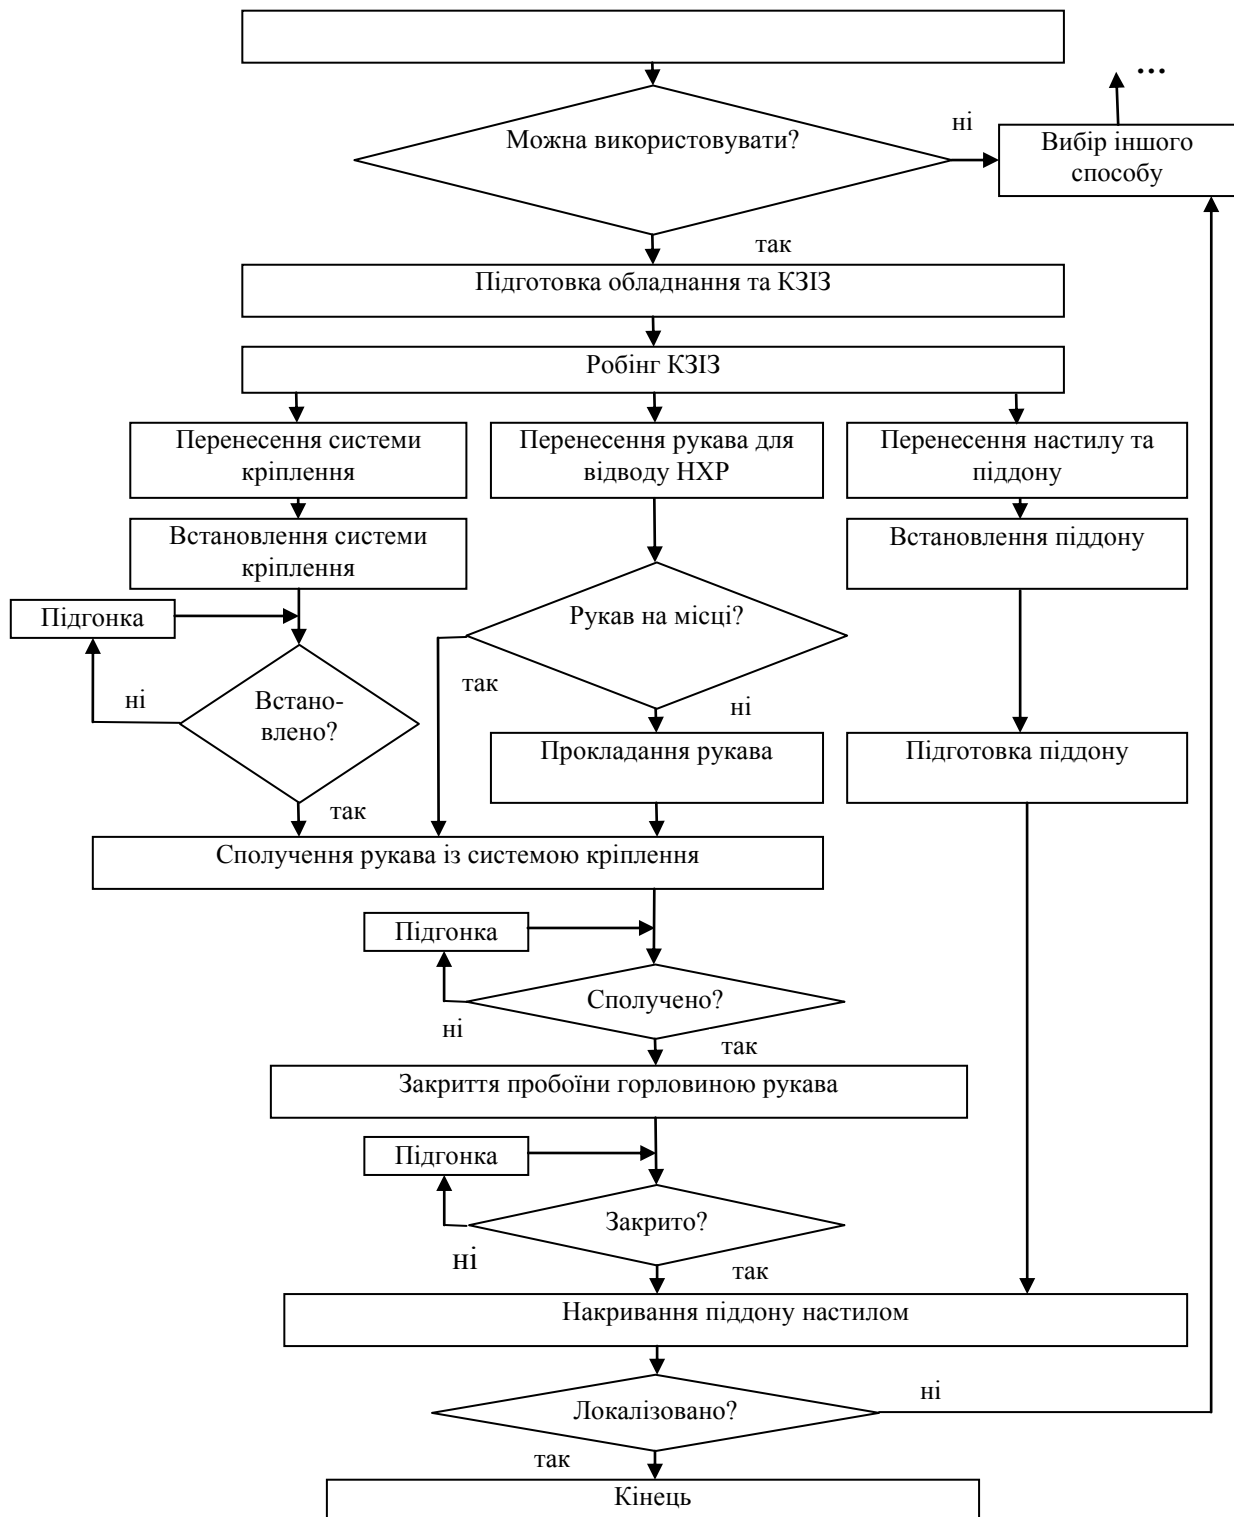 ...
Можна використовувати?
ні
Вибір іншого
способу
так
Підготовка обладнання та КЗІЗ
Робінг КЗІЗ
Перенесення системи
кріплення
Перенесення рукава для
відводу НХР
Перенесення настилу та
піддону
Встановлення системи
кріплення
Встановлення піддону
Підгонка
Рукав на місці?
ні
Встано-
влено?
так
так
ні
Прокладання рукава
Підготовка піддону
Сполучення рукава із системою кріплення
Підгонка
Сполучено?
ні
так
Закриття пробоїни горловиною рукава
Підгонка
Закрито?
ні
так
Накривання піддону настилом
Локалізовано?
ні
так
Кінець